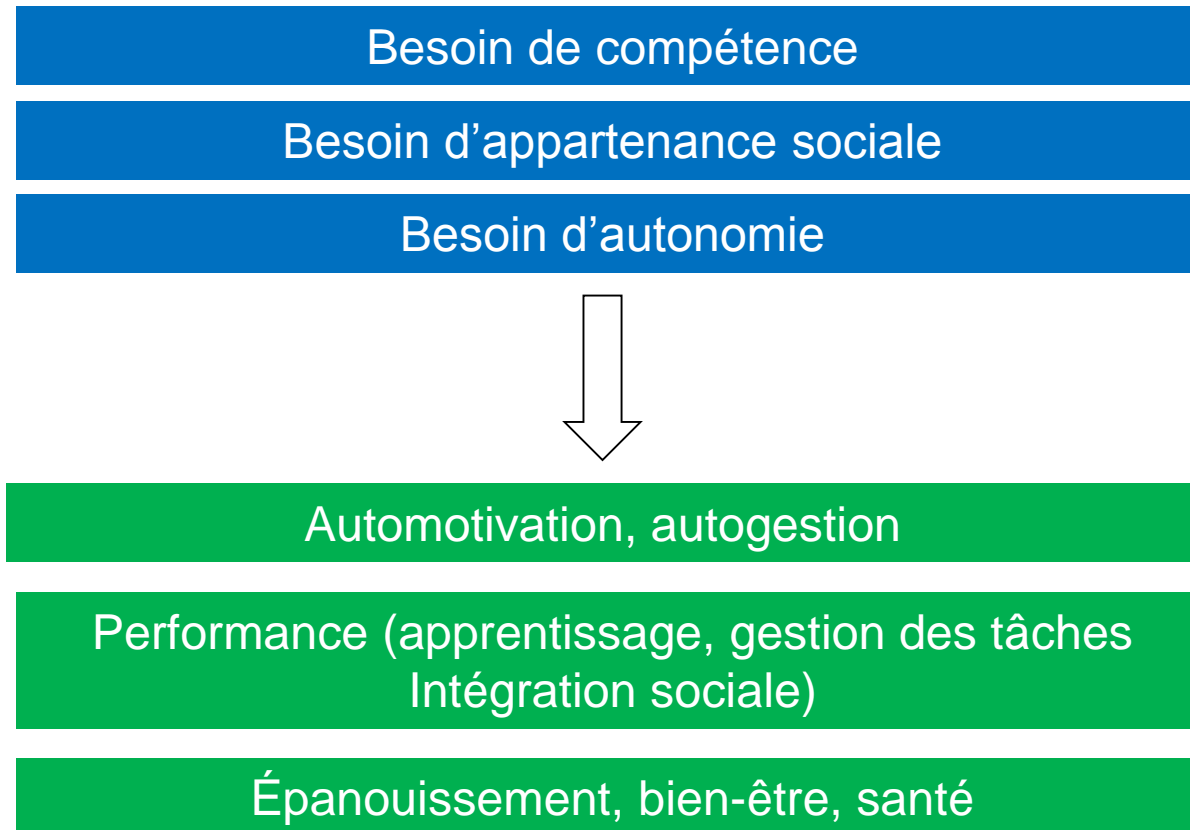 Besoin de compétence
Besoin d’appartenance sociale
Besoin d’autonomie
Automotivation, autogestion
Performance (apprentissage, gestion des tâches
Intégration sociale)
Épanouissement, bien-être, santé